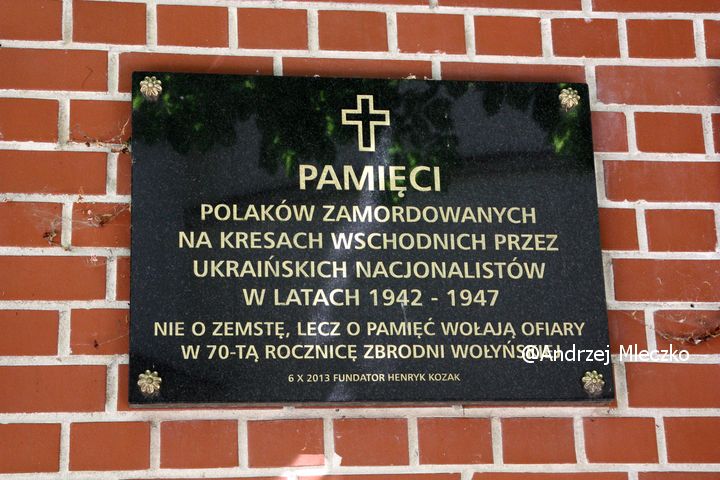 PAMIĘCI
POLAKÓW ZAMORDOWANYCH
NA KRESACH WSCHODNICH PRZEZ
UKRAIŃSKICH NACJONALISTÓW
W LATACH 1942 - 1947
NIE O ZEMSTĘ, LECZ O PAMIĘĆ WOŁAJĄ OFIARY
W 70-TĄ ROCZNICĘ ZBRODNI WOŁYŃSKIEJ
@Andrzej Mleczko
6 X 2013 FUNDATOR HENRYK KOZAK